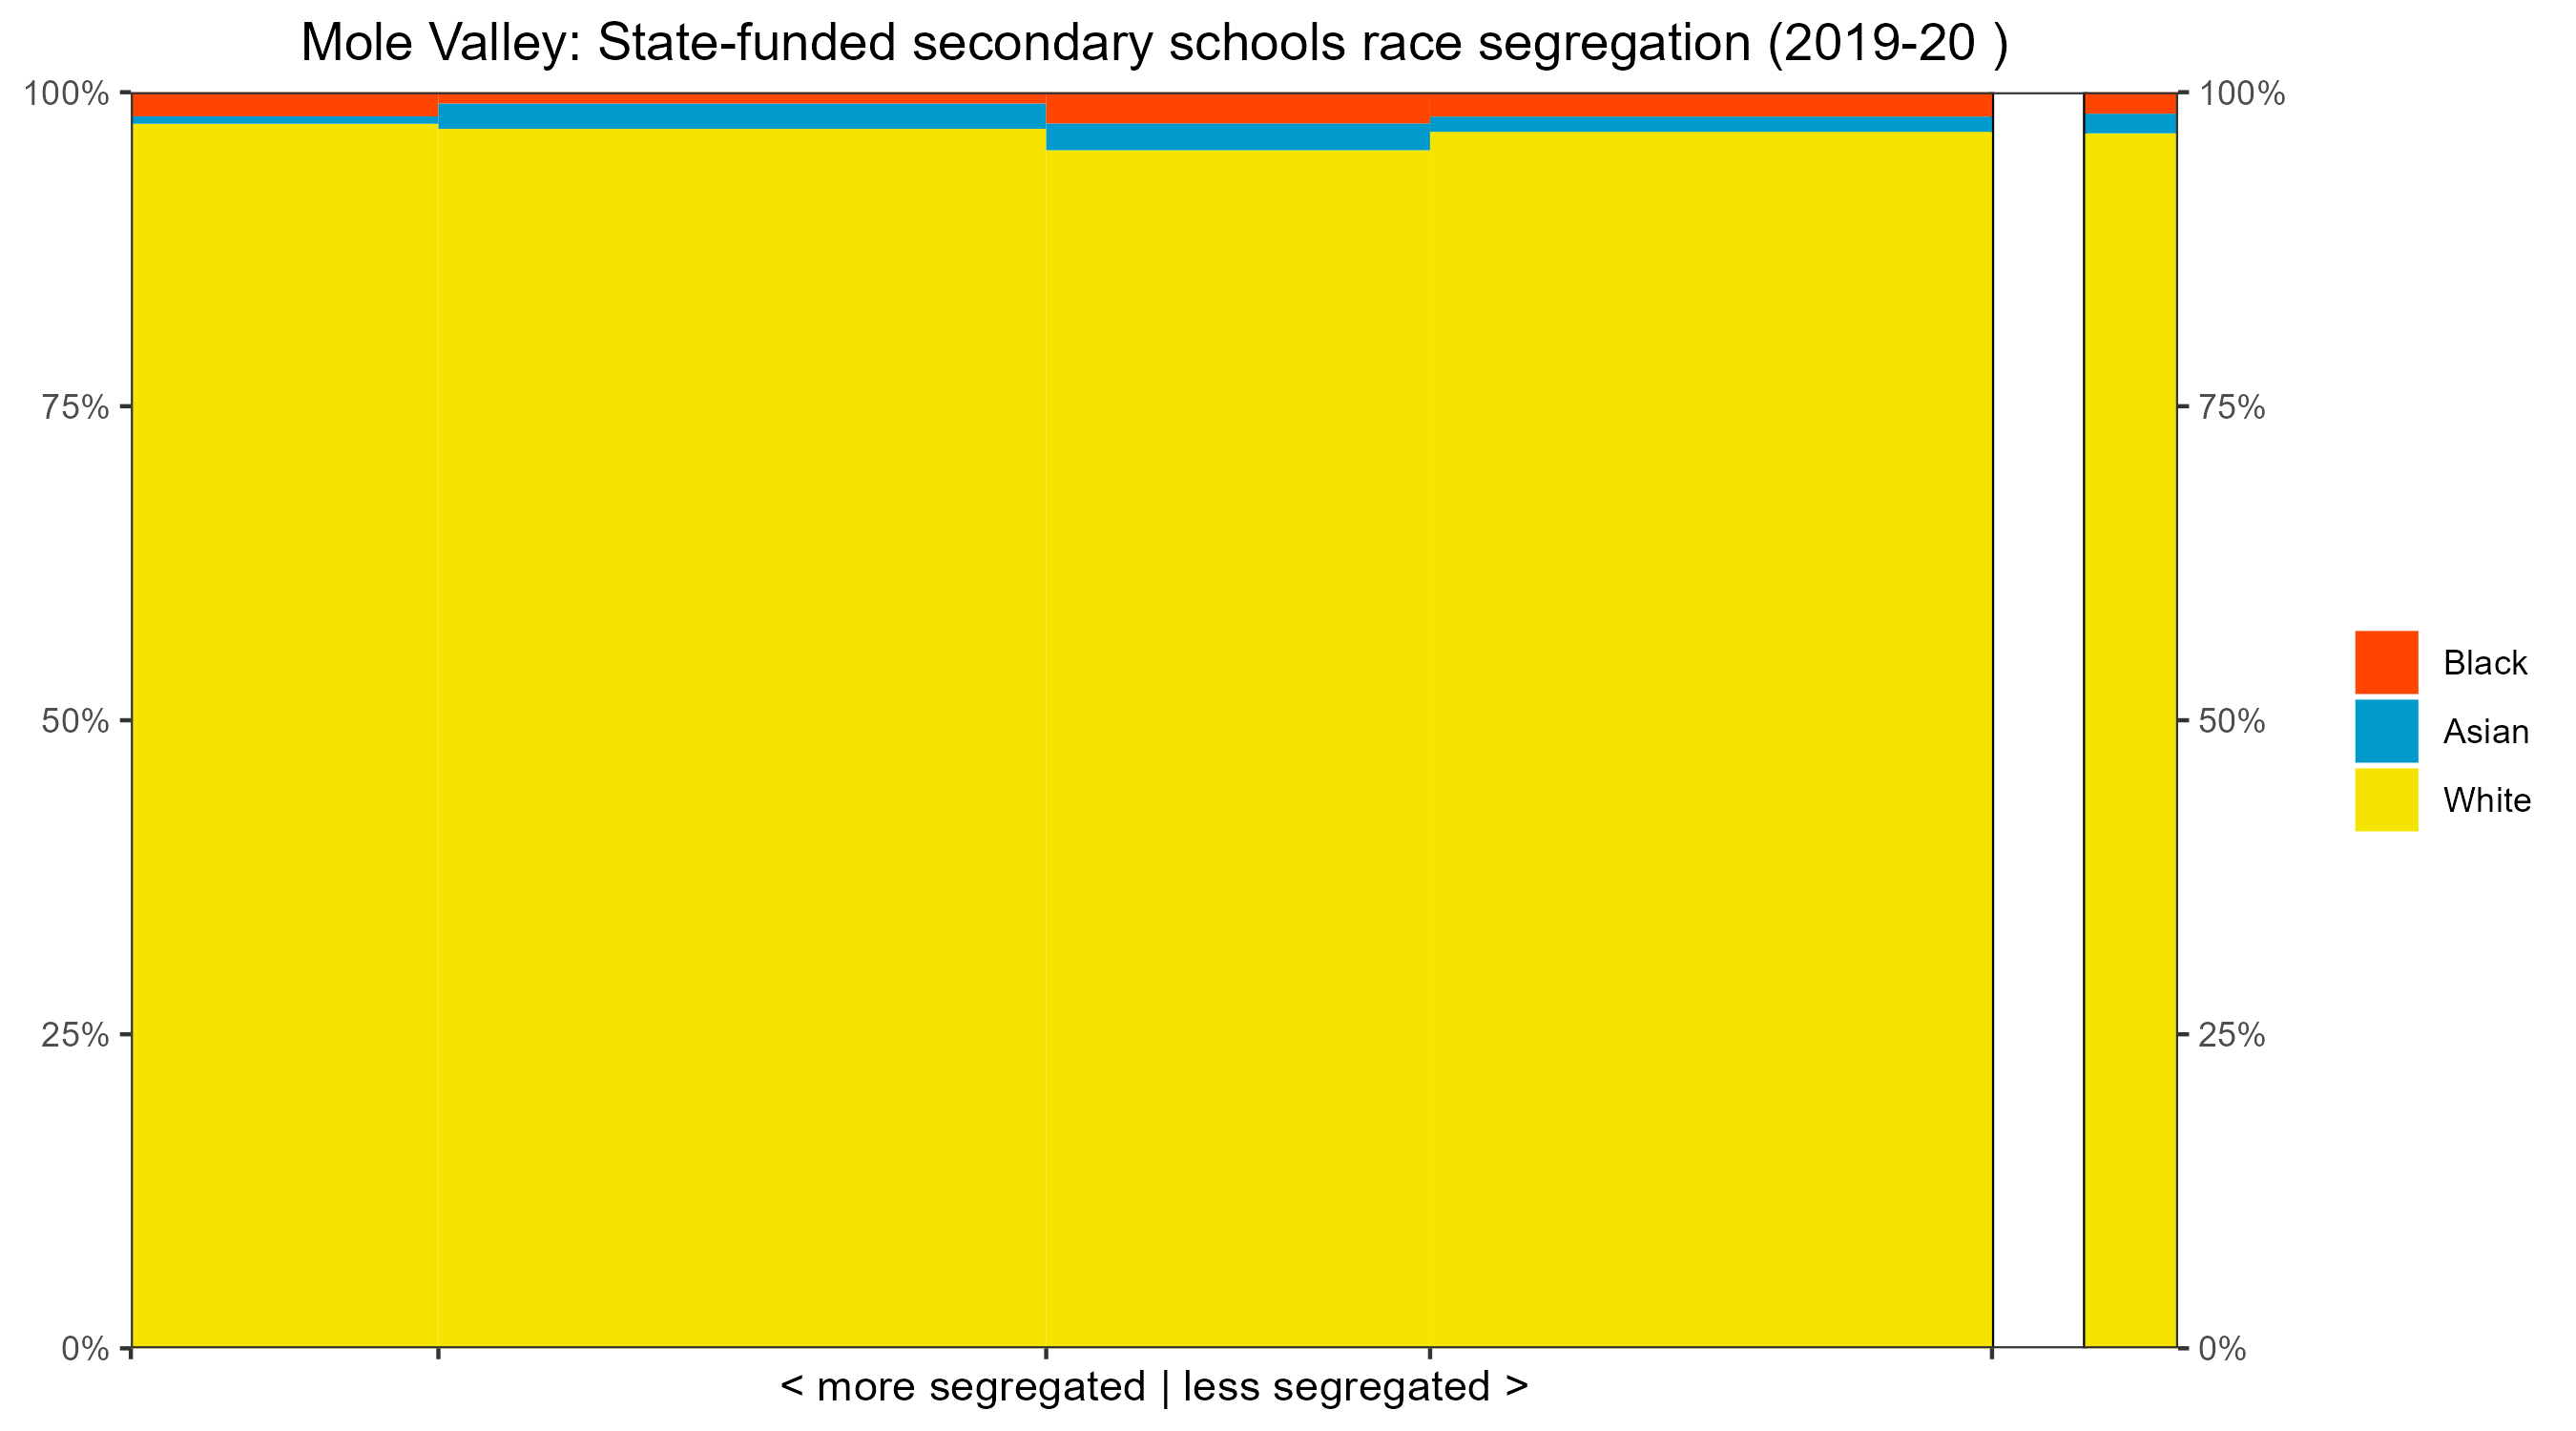 Mole Valley: State-funded secondary schools race segregation (2019-20 )
100%
75%
50%
25%
0%
100%
75%
50%
25%
0%
Black
Asian
White
< more segregated | less segregated >